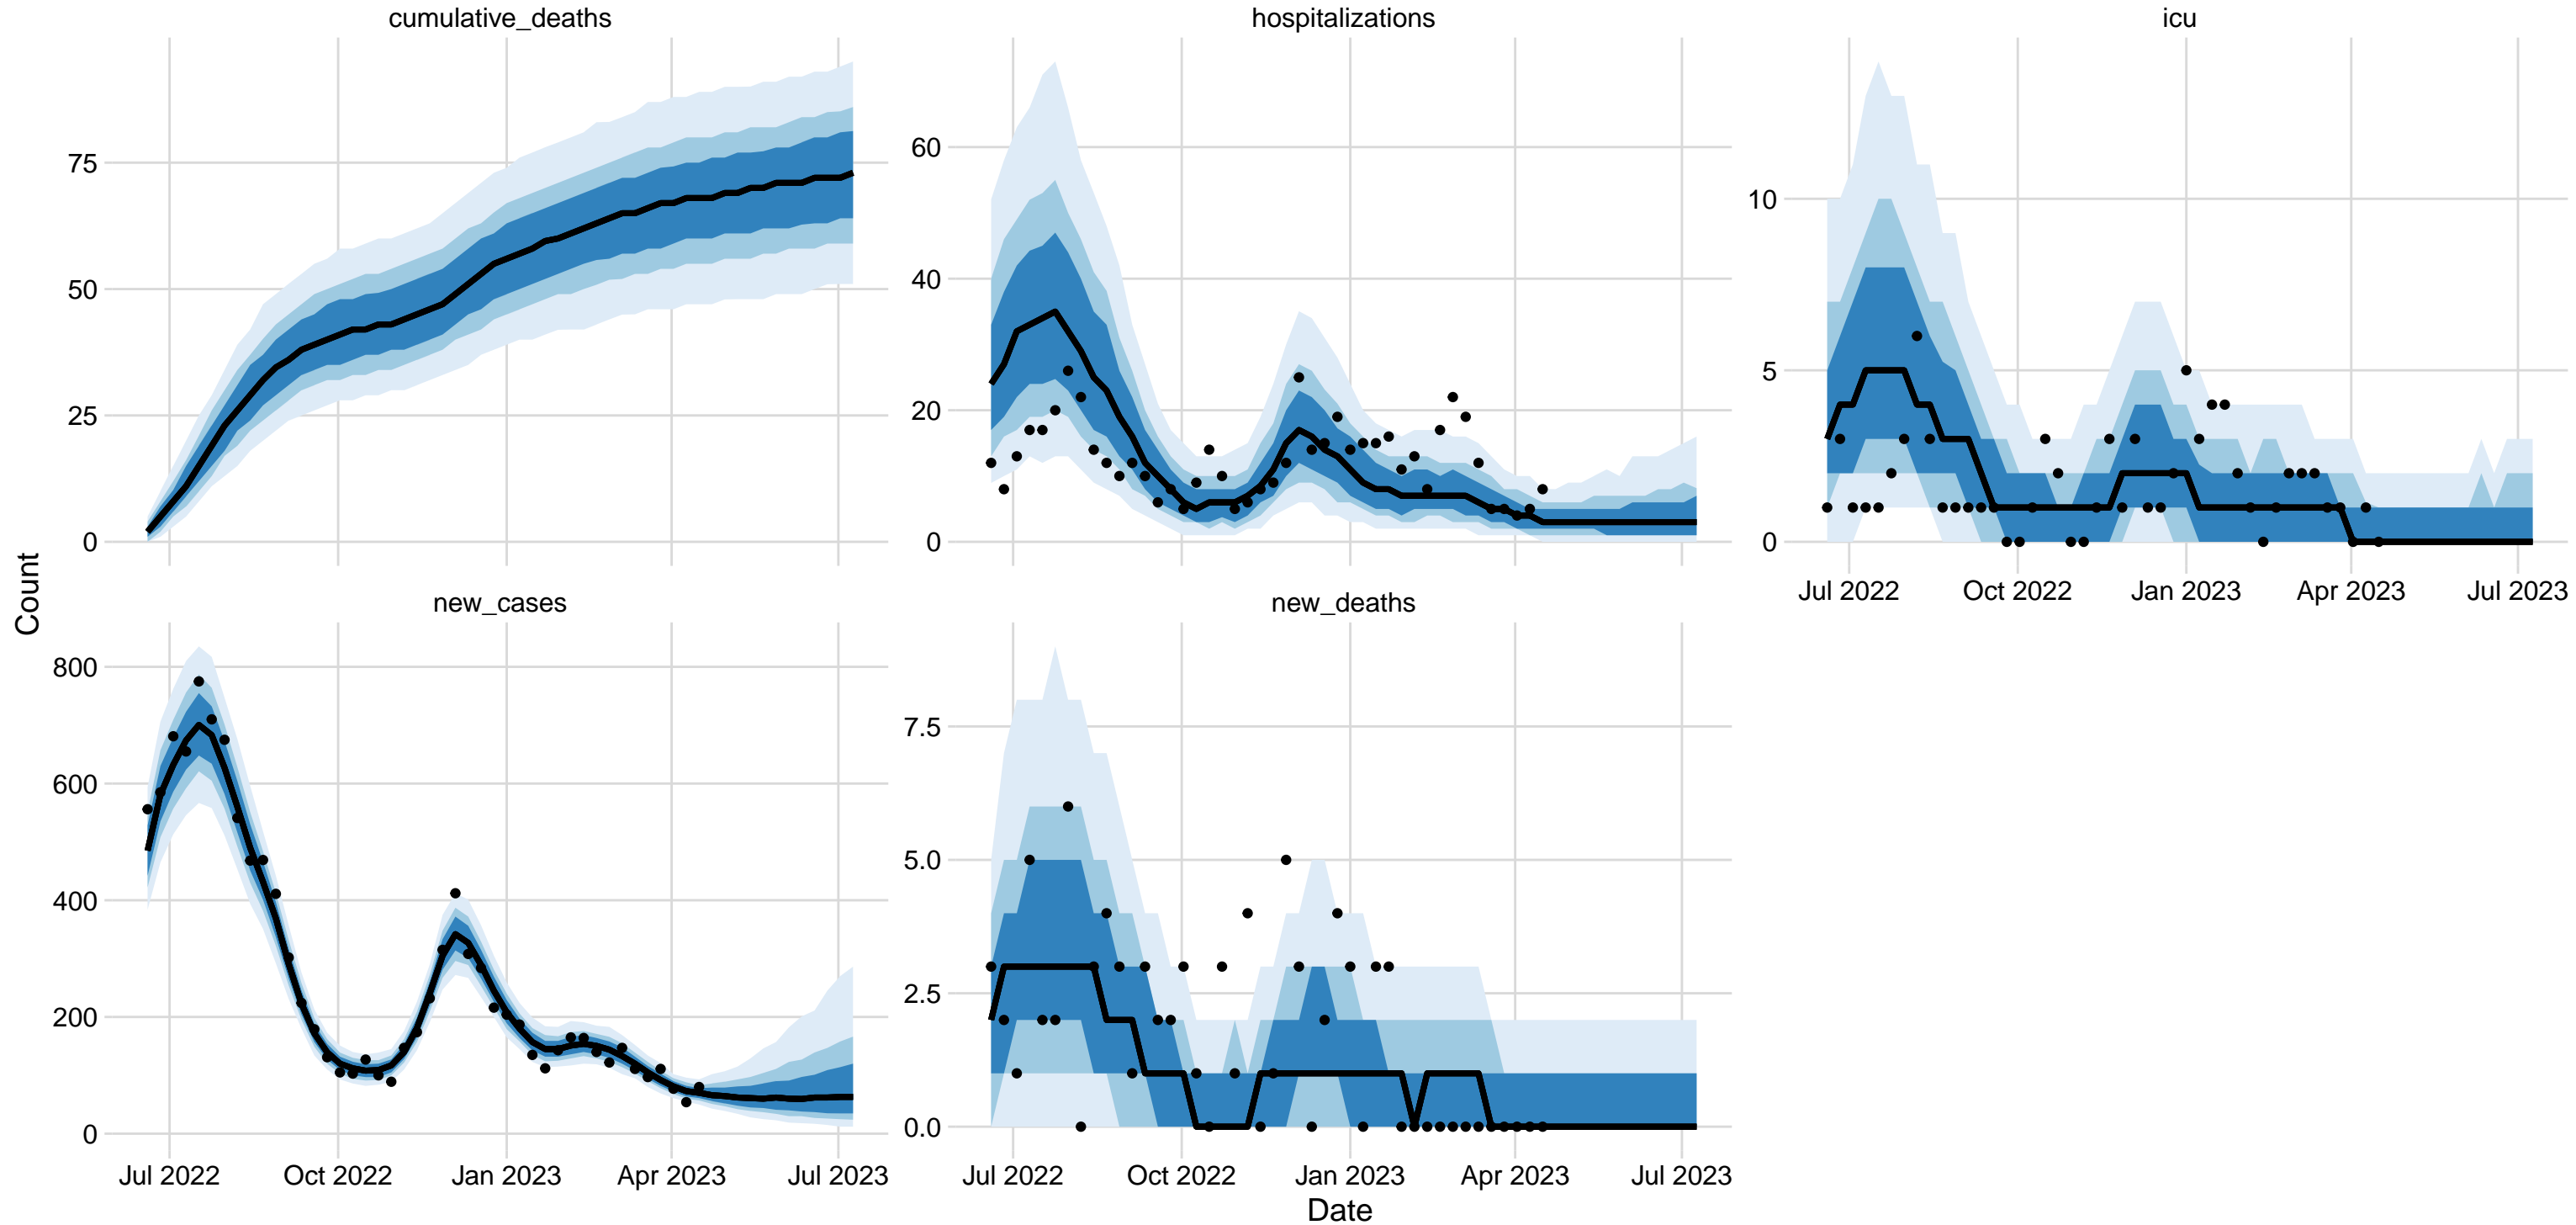 cumulative_deaths
hospitalizations
icu
75
50
25
0
60
40
20
0
10
5
0
Jul 2022
Oct 2022
Jan 2023
Apr 2023
Jul 2023
Count
new_cases
new_deaths
800
600
400
200
0
7.5
5.0
2.5
0.0
Jul 2022
Oct 2022
Jan 2023
Apr 2023
Jul 2023
Jul 2022
Oct 2022
Jan 2023
Apr 2023
Jul 2023
Date